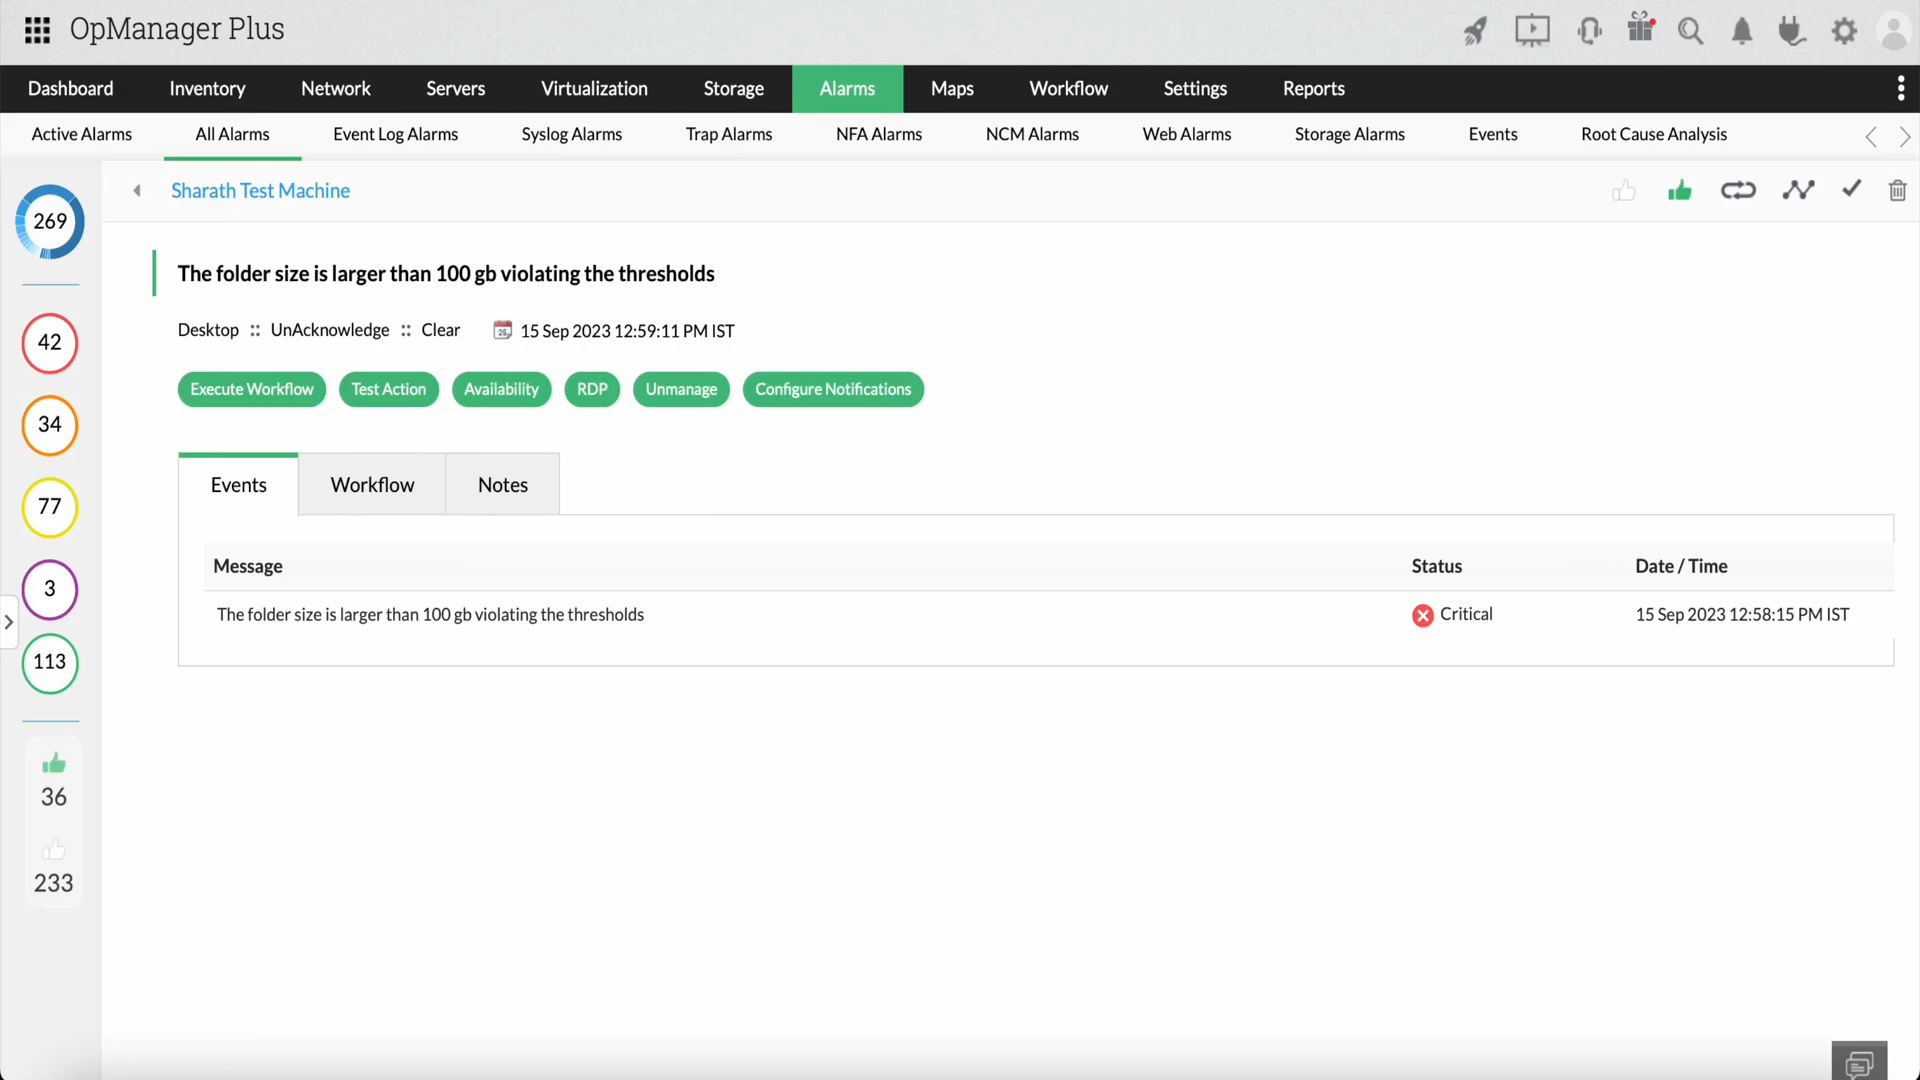 OpManager Plus
Dashboard Inventory Network Servers Virtualization Storage Alarms Maps Workflow Settings Reports
Active Alarms All Alarms Event Log Alarms Syslog Alarms Trap Alarms NFA Alarms NCM Alarms Web Alarms Storage Alarms Events Root Cause Analysis
Sharath Test Machine
269
The folder size is larger than 100 gb violating the thresholds
Desktop :: UnAcknowledge :: Clear 15 Sep 2023 12:59:11 PM IST
42
Execute Workflow Test Action Availability RDP Unmanage Configure Notifications
34
Events Workflow Notes
77
Message Status Date / Time
3
The folder size is larger than 100 gb violating the thresholds Critical 15 Sep 2023 12:58:15 PM IST
113
36
233